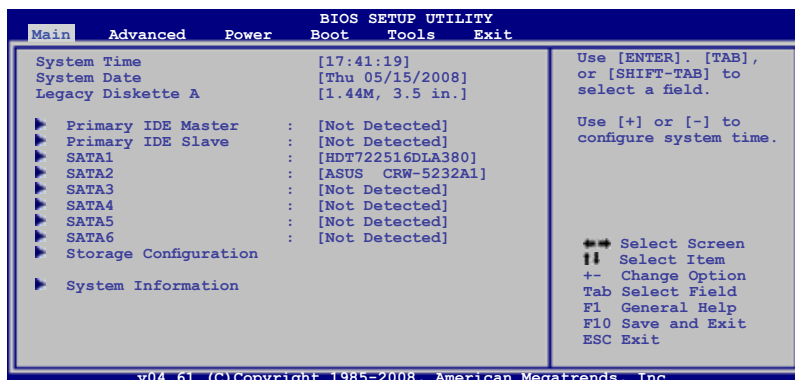 BIOS SETUP UTILITY
Main Advanced Power Boot Tools Exit
System Time [17:41:19]
System Date [Thu 05/15/2008]
Legacy Diskette A [1.44M, 3.5 in.]
Primary IDE Master : [Not Detected]
Primary IDE Slave : [Not Detected]
SATA1 : [HDT722516DLA380]
SATA2 : [ASUS CRW-5232A1]
SATA3 : [Not Detected]
SATA4 : [Not Detected]
SATA5 : [Not Detected]
SATA6 : [Not Detected]
Storage Configuration
System Information
Use [ENTER]. [TAB],
or [SHIFT-TAB] to
select a field.
Use [+] or [-] to
configure system time.
Select Screen
Select Item
+- Change Option
Tab Select Field
F1 General Help
F10 Save and Exit
ESC Exit
v04.61 (C)Copyright 1985-2008, American Megatrends, Inc.